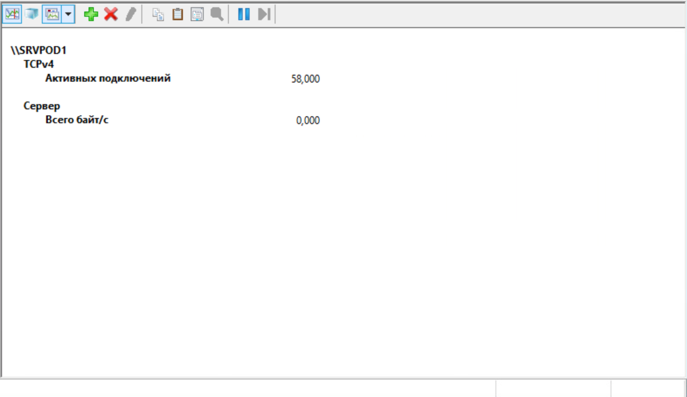 \\SRVPOD1
TCPv4
Активных подключений 58,000
Сервер
Всего байт/с 0,000